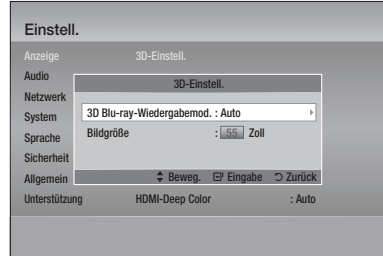 Einstell.
Anzeige 3D-Einstell.
Audio
3D-Einstell.
Netzwerk
System
3D Blu-ray-Wiedergabemod. : Auto
Sprache
Bildgröße : 55 Zoll
Sicherheit
Allgemein
Beweg. Eingabe Zurück
Unterstützung HDMI-Deep Color : Auto